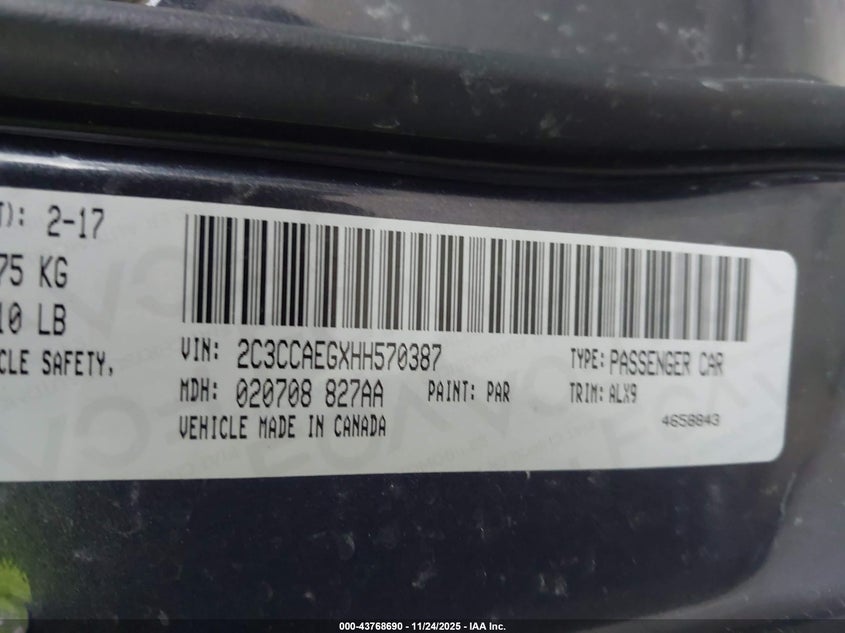 T): 2-17
75 KG
10 LB
CLE SAFETY,
VIN: 2C3CCAEGXHH570387
TYPE: PASSENGER CAR
MDH: 020708 827AA
PAINT: PAR
TRIM: ALX9
VEHICLE MADE IN CANADA
4658843
000-43768690 - 11/24/2025 - IAA Inc.